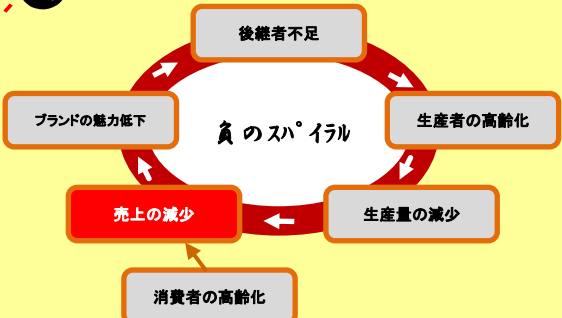 後継者不足
ブランドの魅力低下
生産者の高齢化
負のｽﾊﾟｲﾗﾙ
売上の減少
生産量の減少
消費者の高齢化